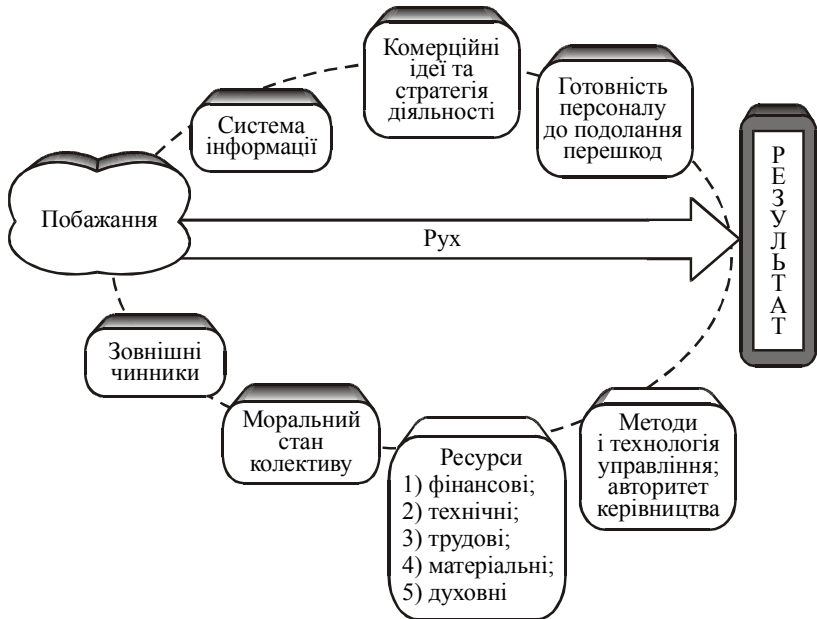 Комерційні
ідеї та
стратегія
діяльності
Готовність
персоналу
до подолання
перешкод
Система
інформації
РЕЗУЛЬТАТ
Побажання
Рух
Зовнішні
чинники
Моральний
стан
колективу
Ресурси
1) фінансові;
2) технічні;
3) трудові;
4) матеріальні;
5) духовні
Методи
і технологія
управління;
авторитет
керівництва